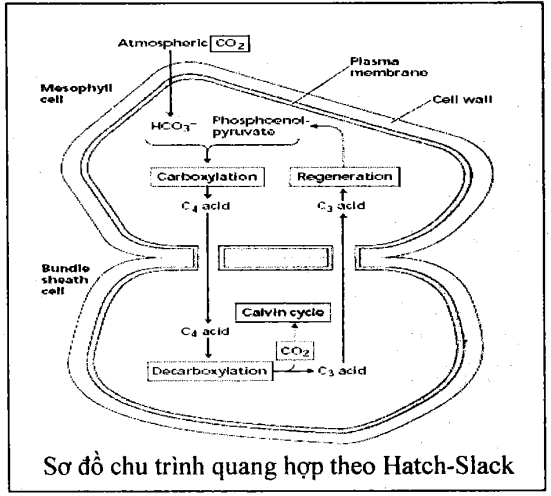 Atmospheric CO2
Plasma
membrane
Mesophyll
cell
Cell wall
HCO3− Phosphoenol-
pyruvate
Carboxylation Regeneration
C4 acid C3 acid
Bundle
sheath
cell
Calvin cycle
C4 acid
CO2
Decarboxylation C3 acid
Sơ đồ chu trình quang hợp theo Hatch-Slack